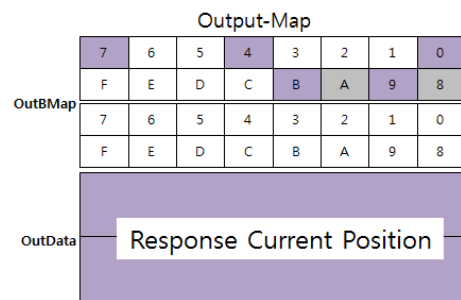 Output-Map
7 6 5 4 3 2 1 0
F E D C B A 9 8
OutBMap
7 6 5 4 3 2 1 0
F E D C B A 9 8
OutData
Response Current Position